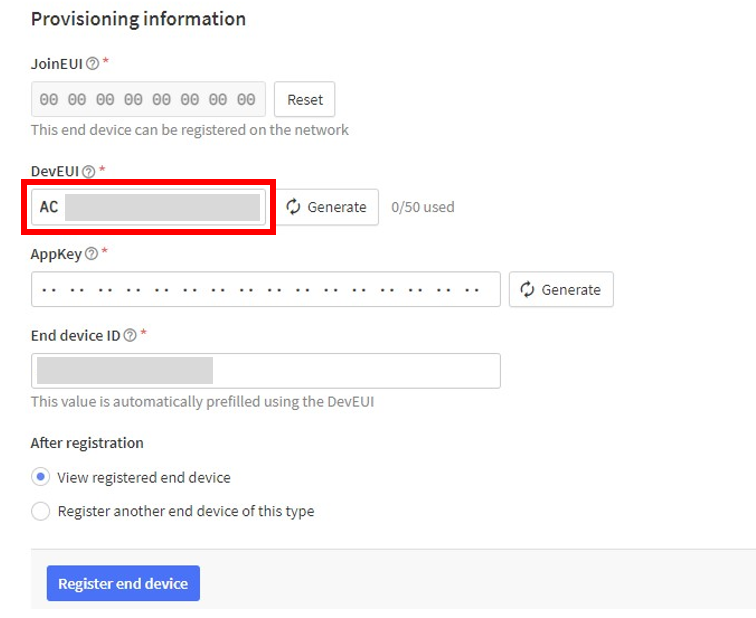 Provisioning information
JoinEUI ? *
00 00 00 00 00 00 00 00 Reset
This end device can be registered on the network
DevEUI ? *
AC Generate 0/50 used
AppKey ? *
·· ·· ·· ·· ·· ·· ·· ·· ·· ·· ·· ·· ·· ·· ·· ·· Generate
End device ID ? *
This value is automatically prefilled using the DevEUI
After registration
View registered end device
Register another end device of this type
Register end device